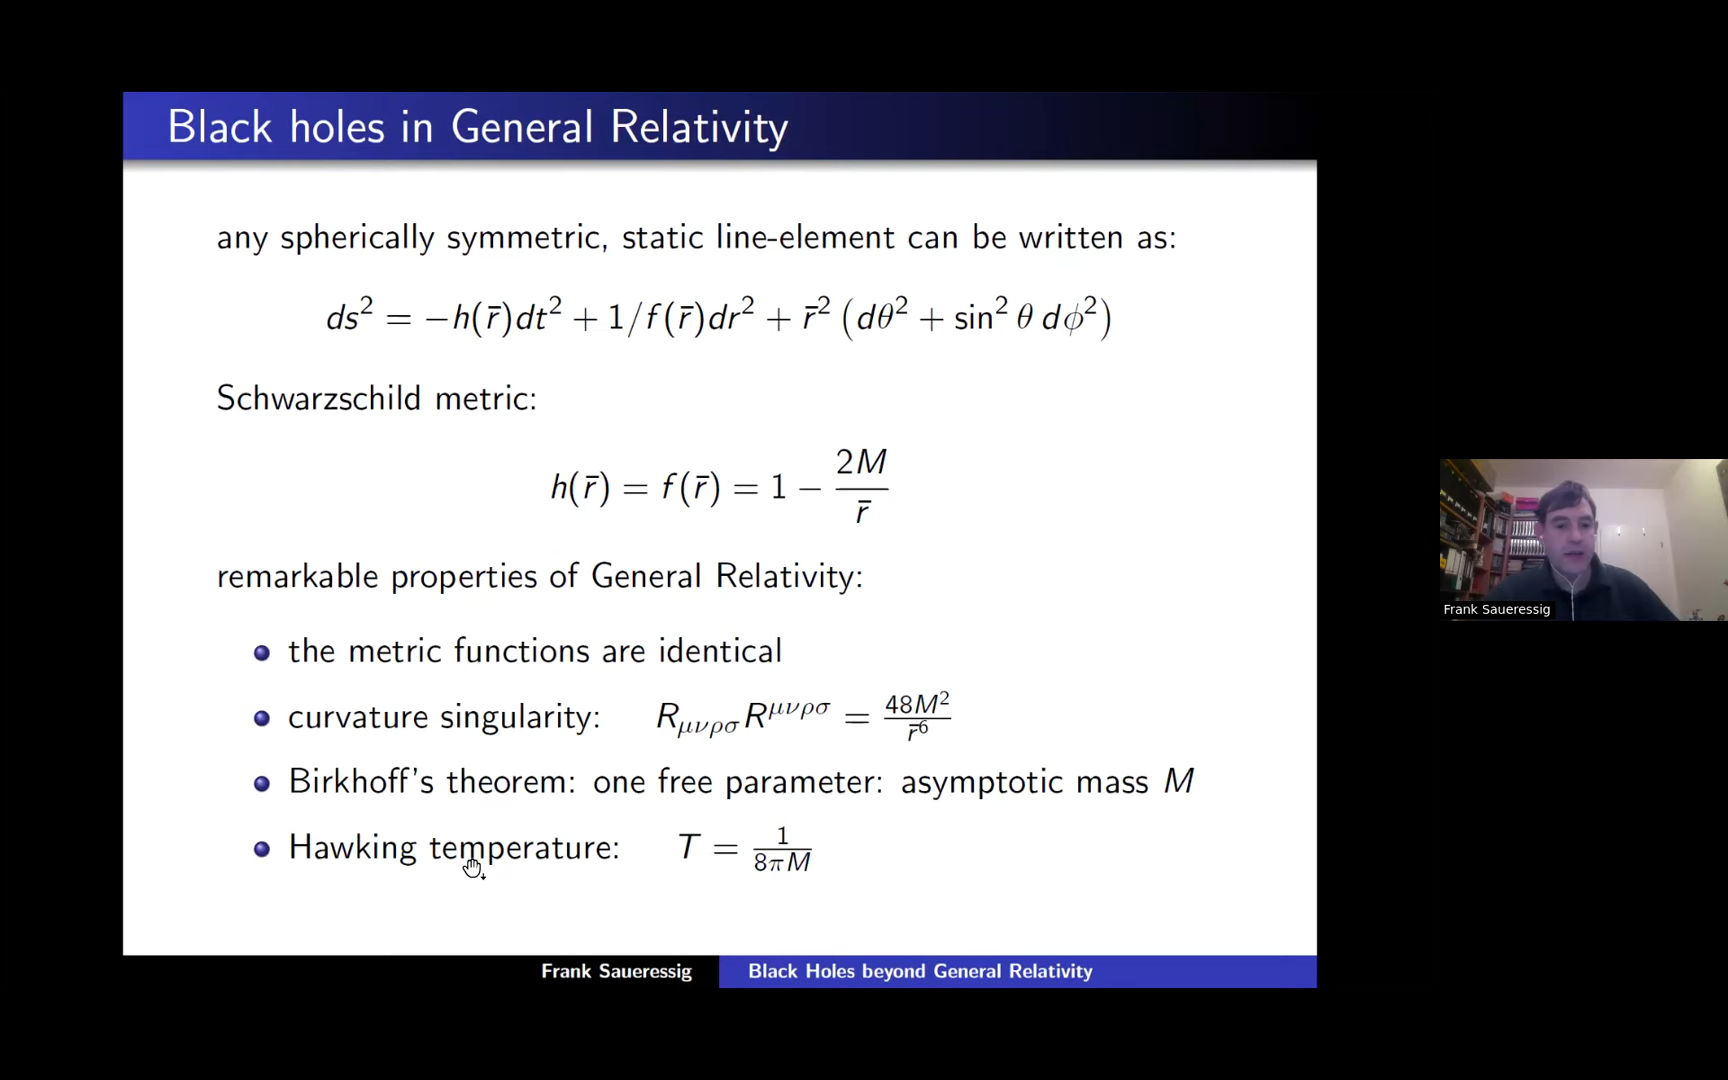 Black holes in General Relativity
any spherically symmetric, static line-element can be written as:
ds² = −h(r̄)dt² + 1/f(r̄)dr² + r̄² (dθ² + sin² θ dϕ²)
Schwarzschild metric:
h(r̄) = f(r̄) = 1 − 2M/r̄
remarkable properties of General Relativity:
the metric functions are identical
curvature singularity: R_{μνρσ}R^{μνρσ} = 48M²/r̄⁶
Birkhoff's theorem: one free parameter: asymptotic mass M
Hawking temperature: T = 1/8πM
Frank Saueressig
Frank Saueressig Black Holes beyond General Relativity